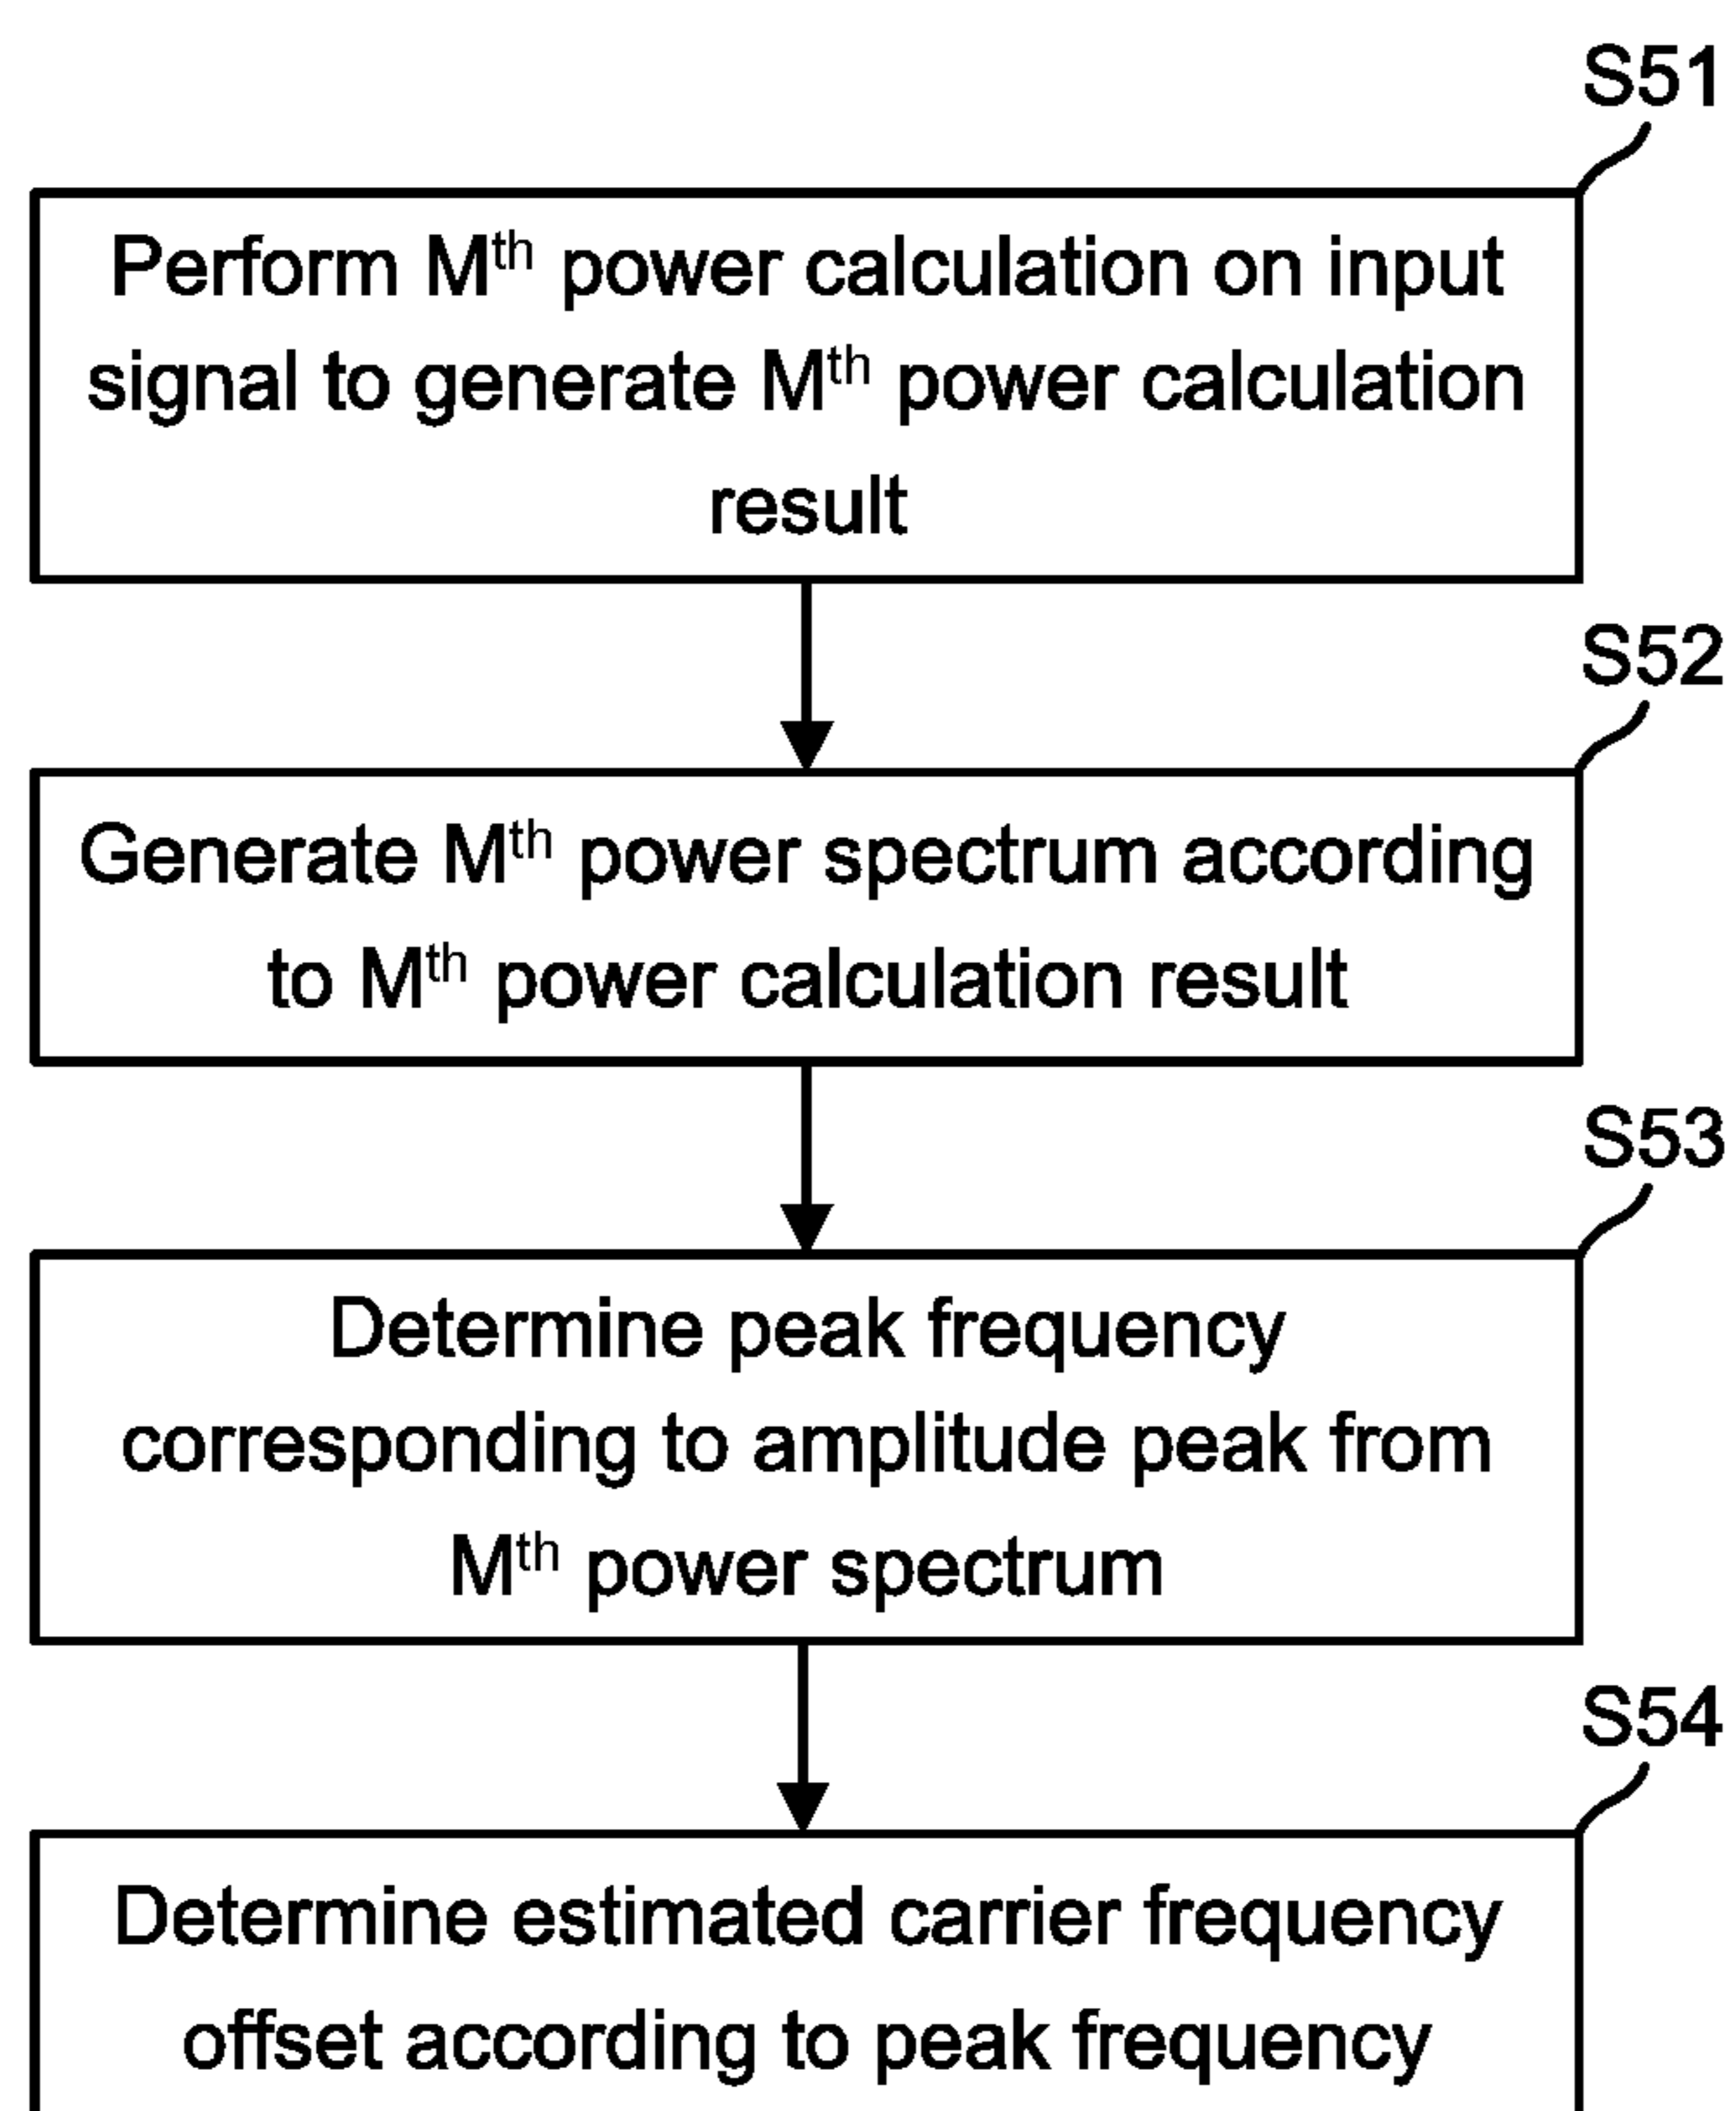 S51
Perform Mth power calculation on input
signal to generate Mth power calculation
result
S52
Generate Mth power spectrum according
to Mth power calculation result
S53
Determine peak frequency
corresponding to amplitude peak from
Mth power spectrum
S54
Determine estimated carrier frequency
offset according to peak frequency